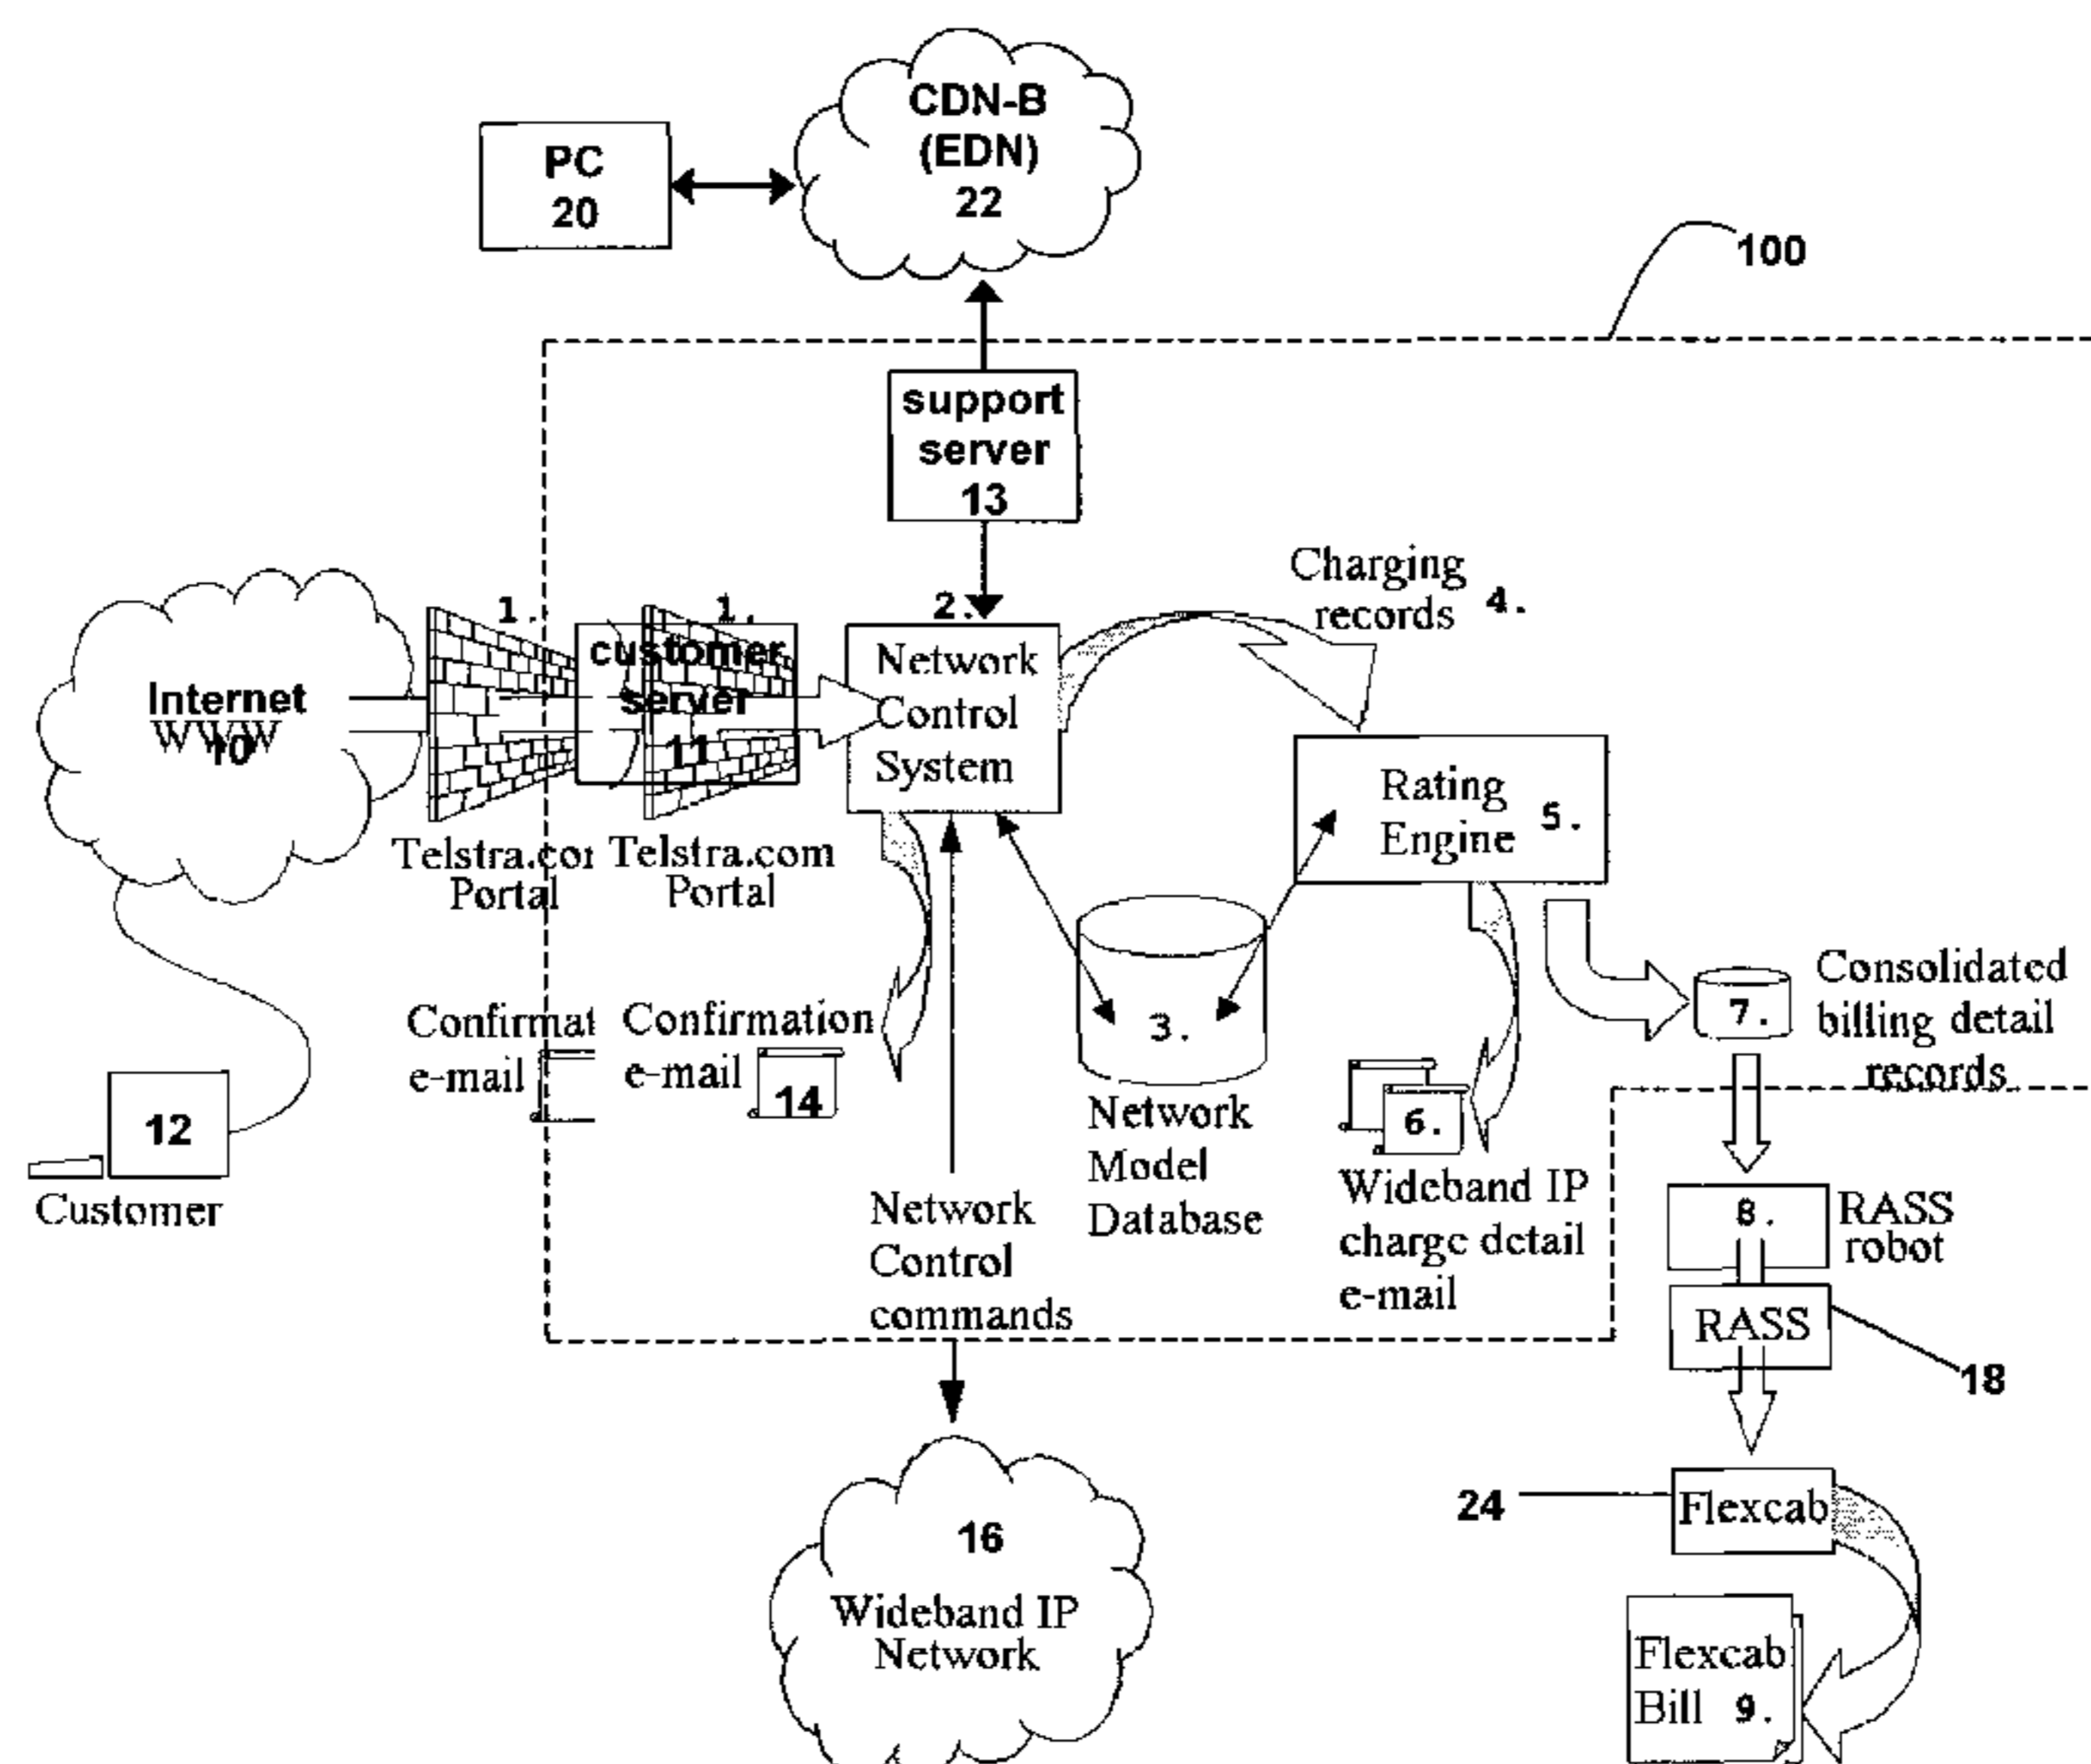 CDN-B
(EDN)
22
PC
20
100
support
server
13
Charging
records 4.
1.
1.
2.
customer
server
11
Internet
WWW
10
Network
Control
System
Rating
Engine 5.
Telstra.cor
Portal
Telstra.com
Portal
Confirmat
e-mail
Confirmation
e-mail
14
3.
Network
Model
Database
7.
Consolidated
billing detail
records
6.
Wideband IP
charge detail
e-mail
12
Customer
Network
Control
commands
8.
RASS
robot
RASS
18
16
Wideband IP
Network
24
Flexcab
Flexcab
Bill 9.